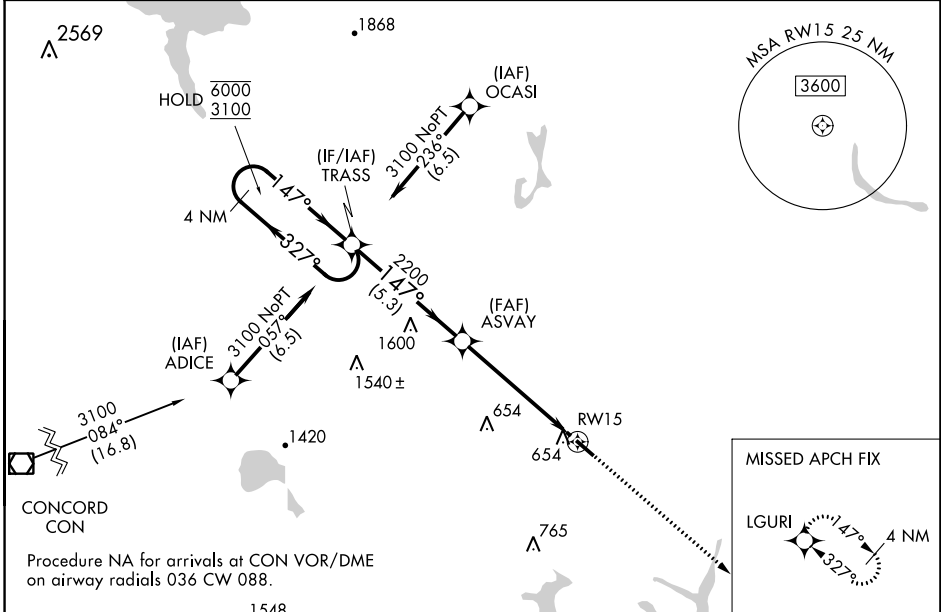 2569
1868
MSA RW15 25 NM
3600
HOLD 6000
3100
(IAF)
OCASI
3100 NoPT
236°
(6.5)
(IF/IAF)
TRASS
147°
4 NM
327°
2200
147°
(5.3)
(FAF)
ASVAY
3100 NoPT
057°
(6.5)
(IAF)
ADICE
1600
1540 ±
3100
084°
(16.8)
1420
654
RW15
654
CONCORD
CON
765
Procedure NA for arrivals at CON VOR/DME
on airway radials 036 CW 088.
1548
MISSED APCH FIX
LGURI
147°
4 NM
327°